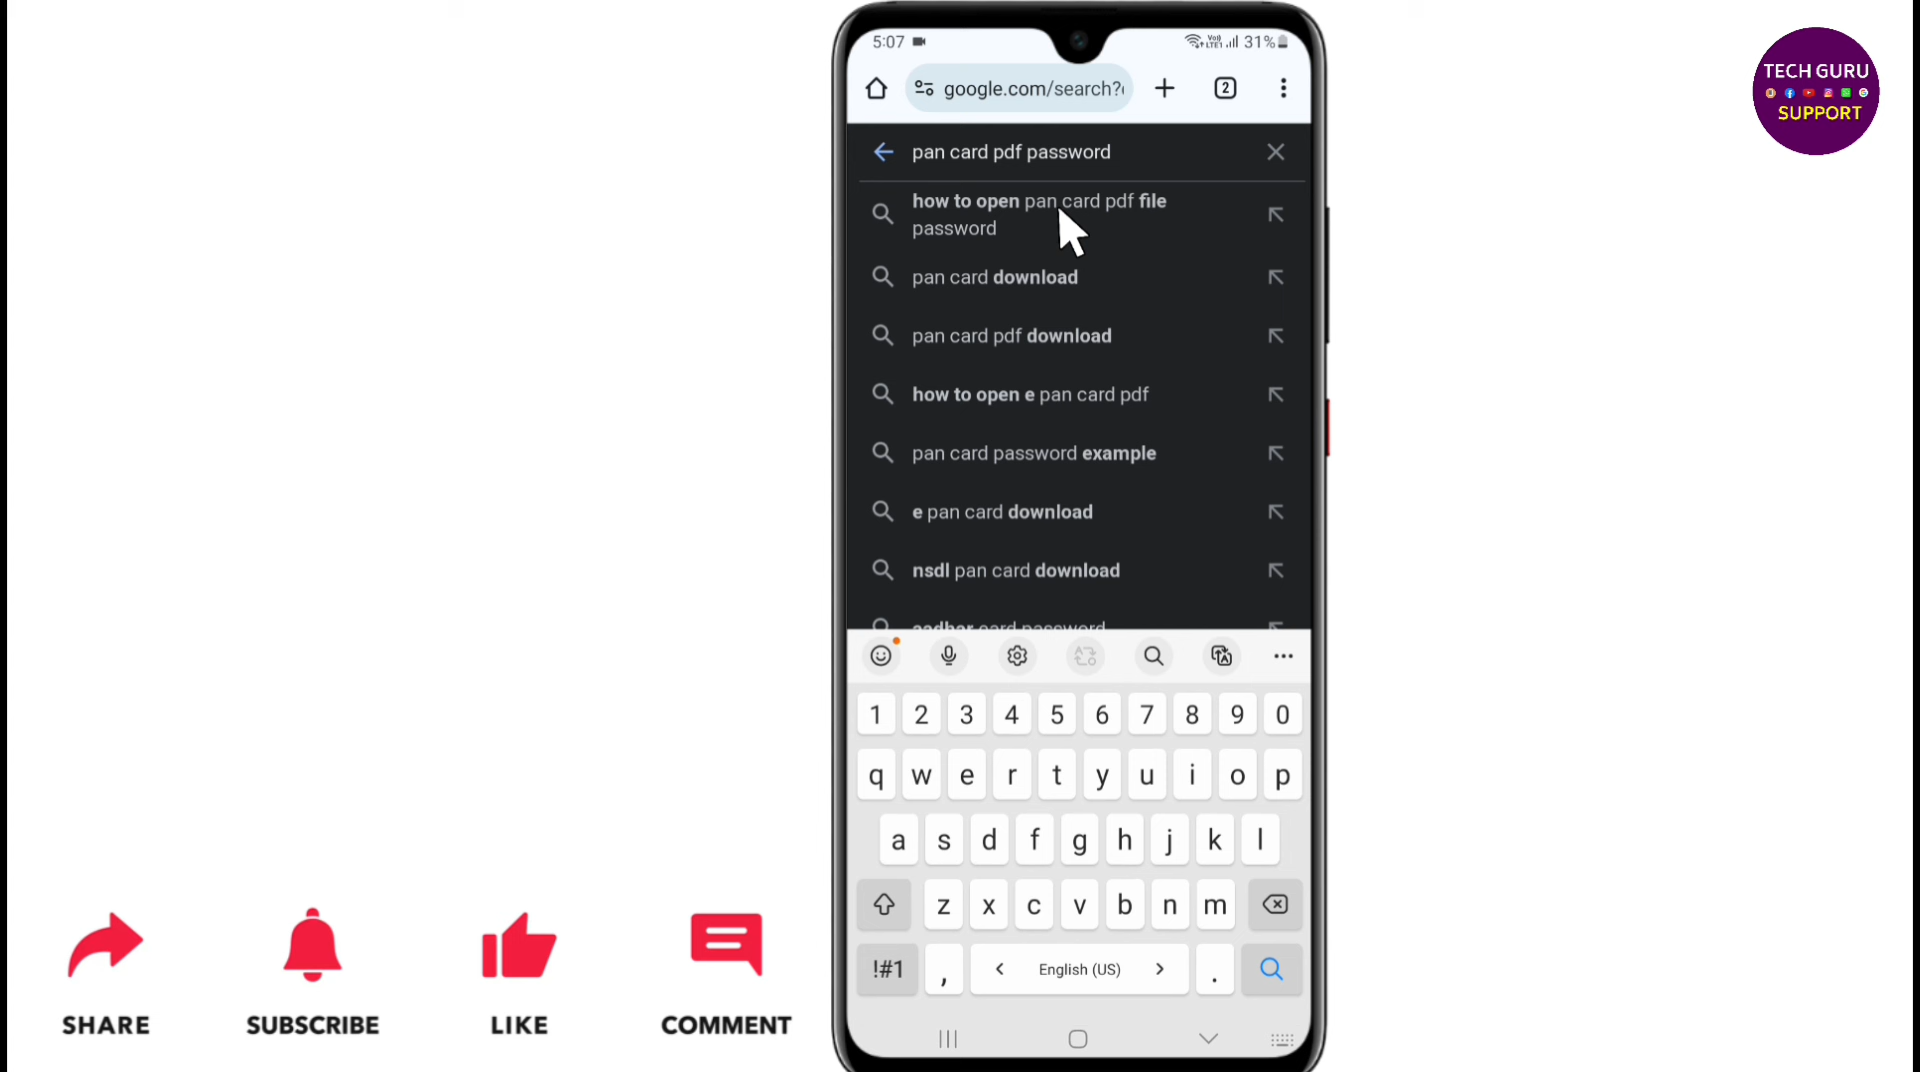 5:07
31%
google.com/search?
2
pan card pdf password
how to open pan card pdf file
password
pan card download
pan card pdf download
how to open e pan card pdf
pan card password example
e pan card download
nsdl pan card download
aadhar card password
1 2 3 4 5 6 7 8 9 0
q w e r t y u i o p
a s d f g h j k l
z x c v b n m
!#1 , English (US) .
TECH GURU
SUPPORT
SHARE
SUBSCRIBE
LIKE
COMMENT